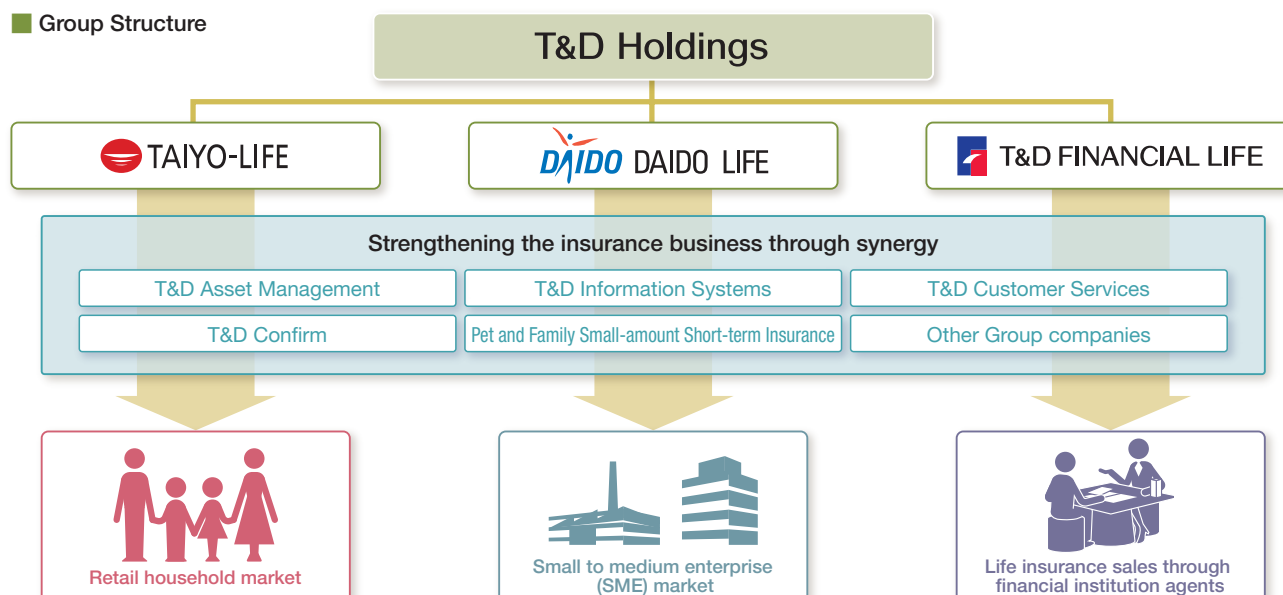 Group Structure
T&D Holdings
TAIYO-LIFE
DAIDO DAIDO LIFE
T&D FINANCIAL LIFE
Strengthening the insurance business through synergy
T&D Asset Management
T&D Information Systems
T&D Customer Services
T&D Confirm
Pet and Family Small-amount Short-term Insurance
Other Group companies
Retail household market
Small to medium enterprise
(SME) market
Life insurance sales through
financial institution agents